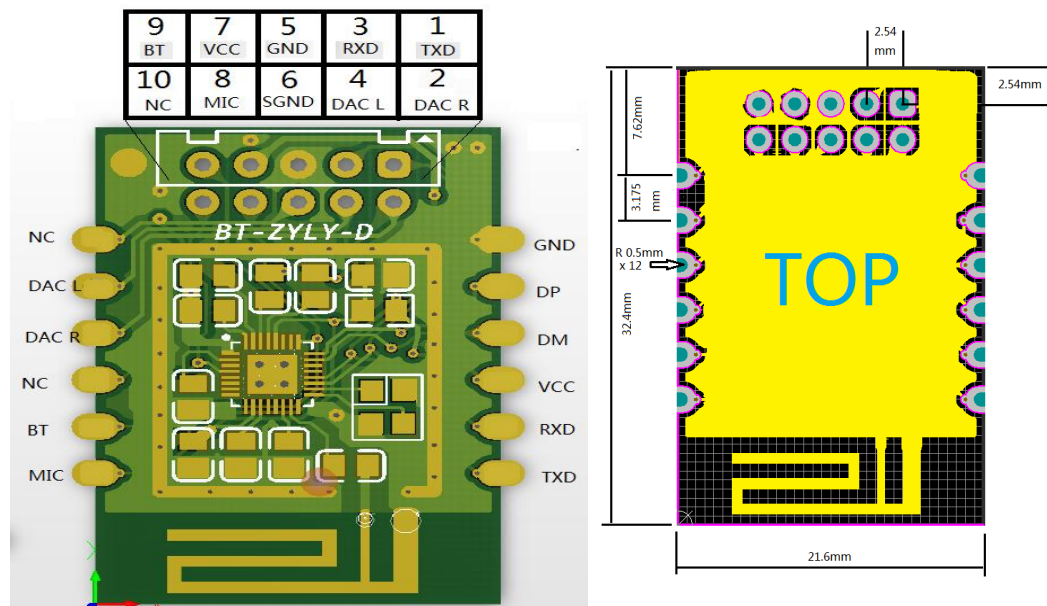 9 7 5 3 1
BT VCC GND RXD TXD
10 8 6 4 2
NC MIC SGND DAC L DAC R
BT-ZYLY-D
NC
DAC L
DAC R
NC
BT
MIC
GND
DP
DM
VCC
RXD
TXD
2.54
mm
2.54mm
7.62mm
3.175
mm
R 0.5mm
x 12
32.4mm
TOP
21.6mm